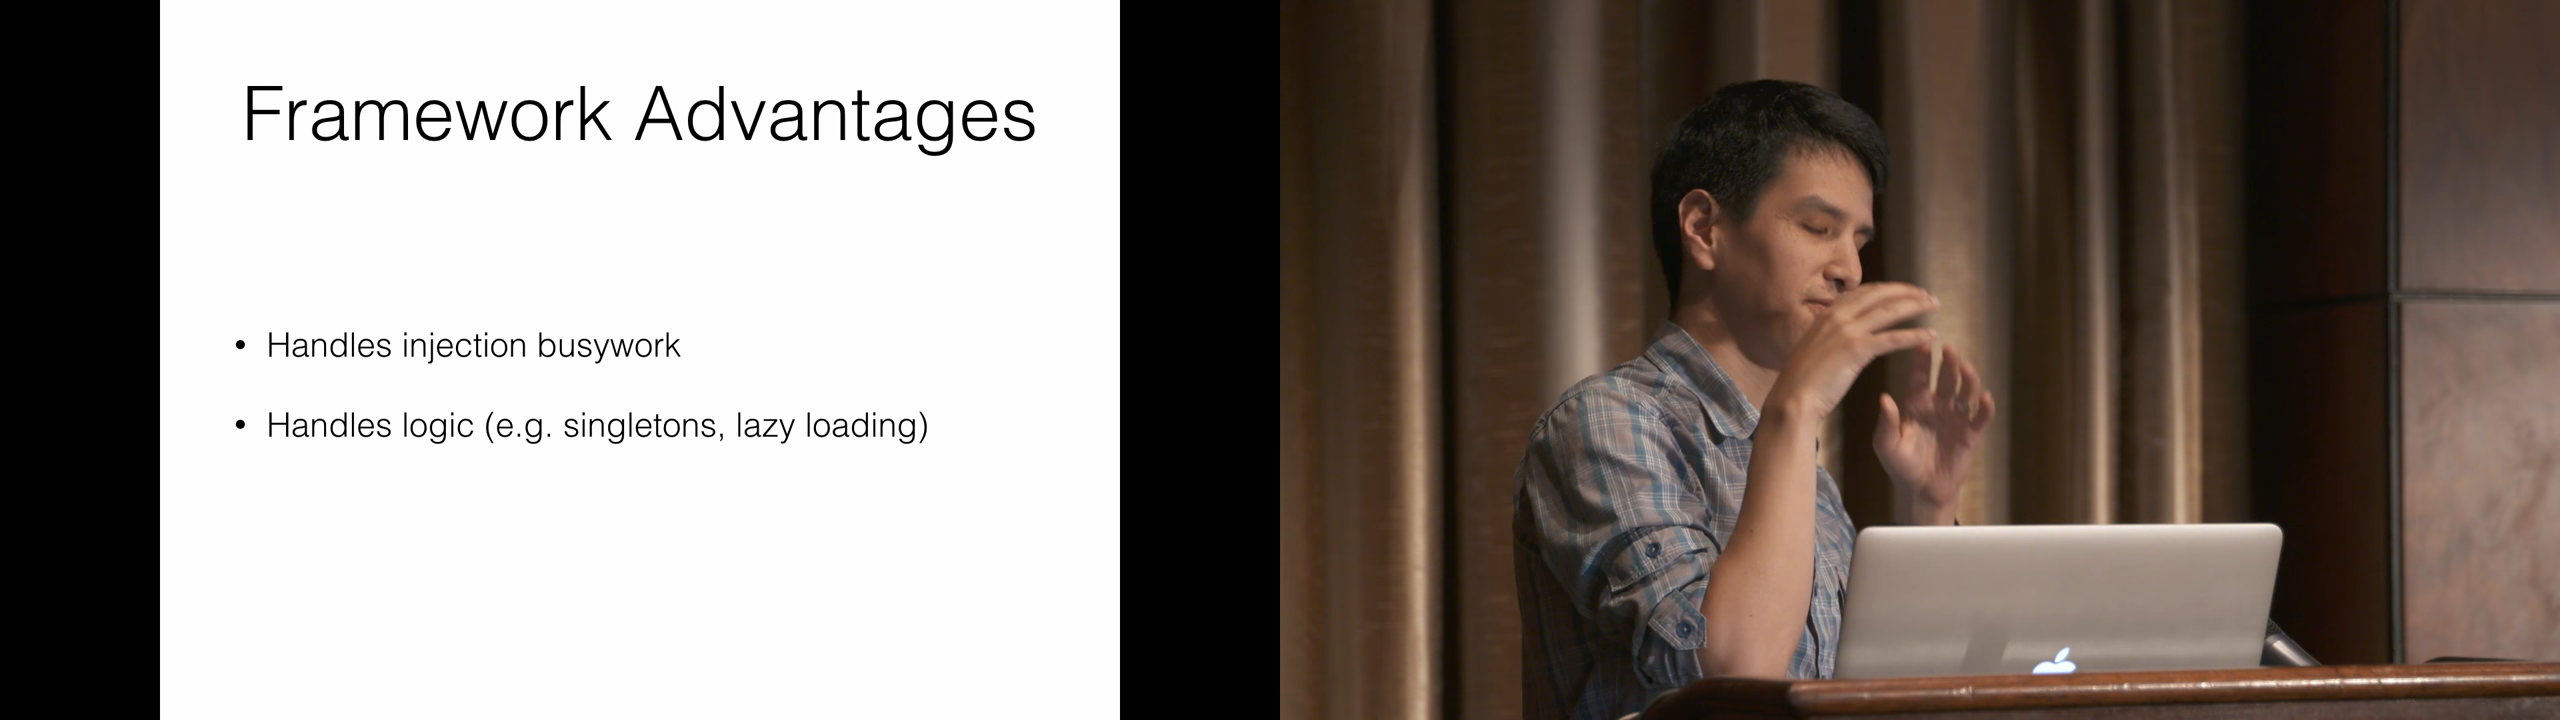 Framework Advantages
• Handles injection busywork
• Handles logic (e.g. singletons, lazy loading)